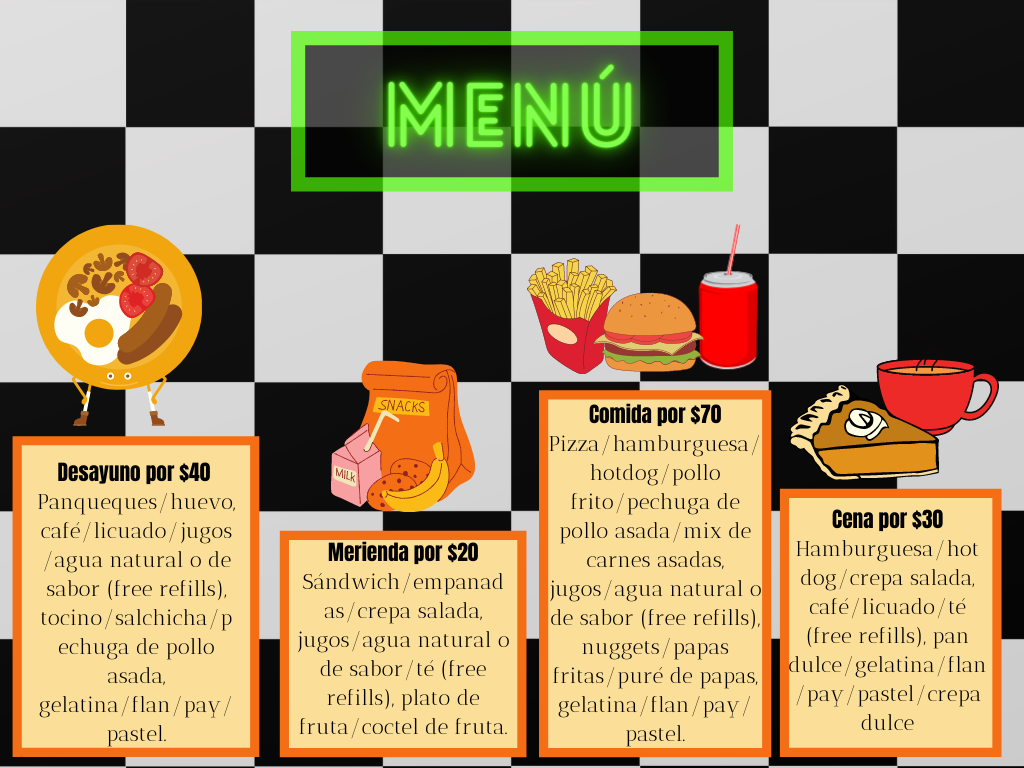 MENÚ
SNACKS
MILK
Desayuno por $40
Panqueques/huevo,
café/licuado/jugos
/agua natural o de
sabor (free refills),
tocino/salchicha/p
echuga de pollo
asada,
gelatina/flan/pay/
pastel.
Merienda por $20
Sándwich/empanad
as/crepa salada,
jugos/agua natural o
de sabor/té (free
refills), plato de
fruta/coctel de fruta.
Comida por $70
Pizza/hamburguesa/
hotdog/pollo
frito/pechuga de
pollo asada/mix de
carnes asadas,
jugos/agua natural o
de sabor (free refills),
nuggets/papas
fritas/puré de papas,
gelatina/flan/pay/
pastel.
Cena por $30
Hamburguesa/hot
dog/crepa salada,
café/licuado/té
(free refills), pan
dulce/gelatina/flan
/pay/pastel/crepa
dulce